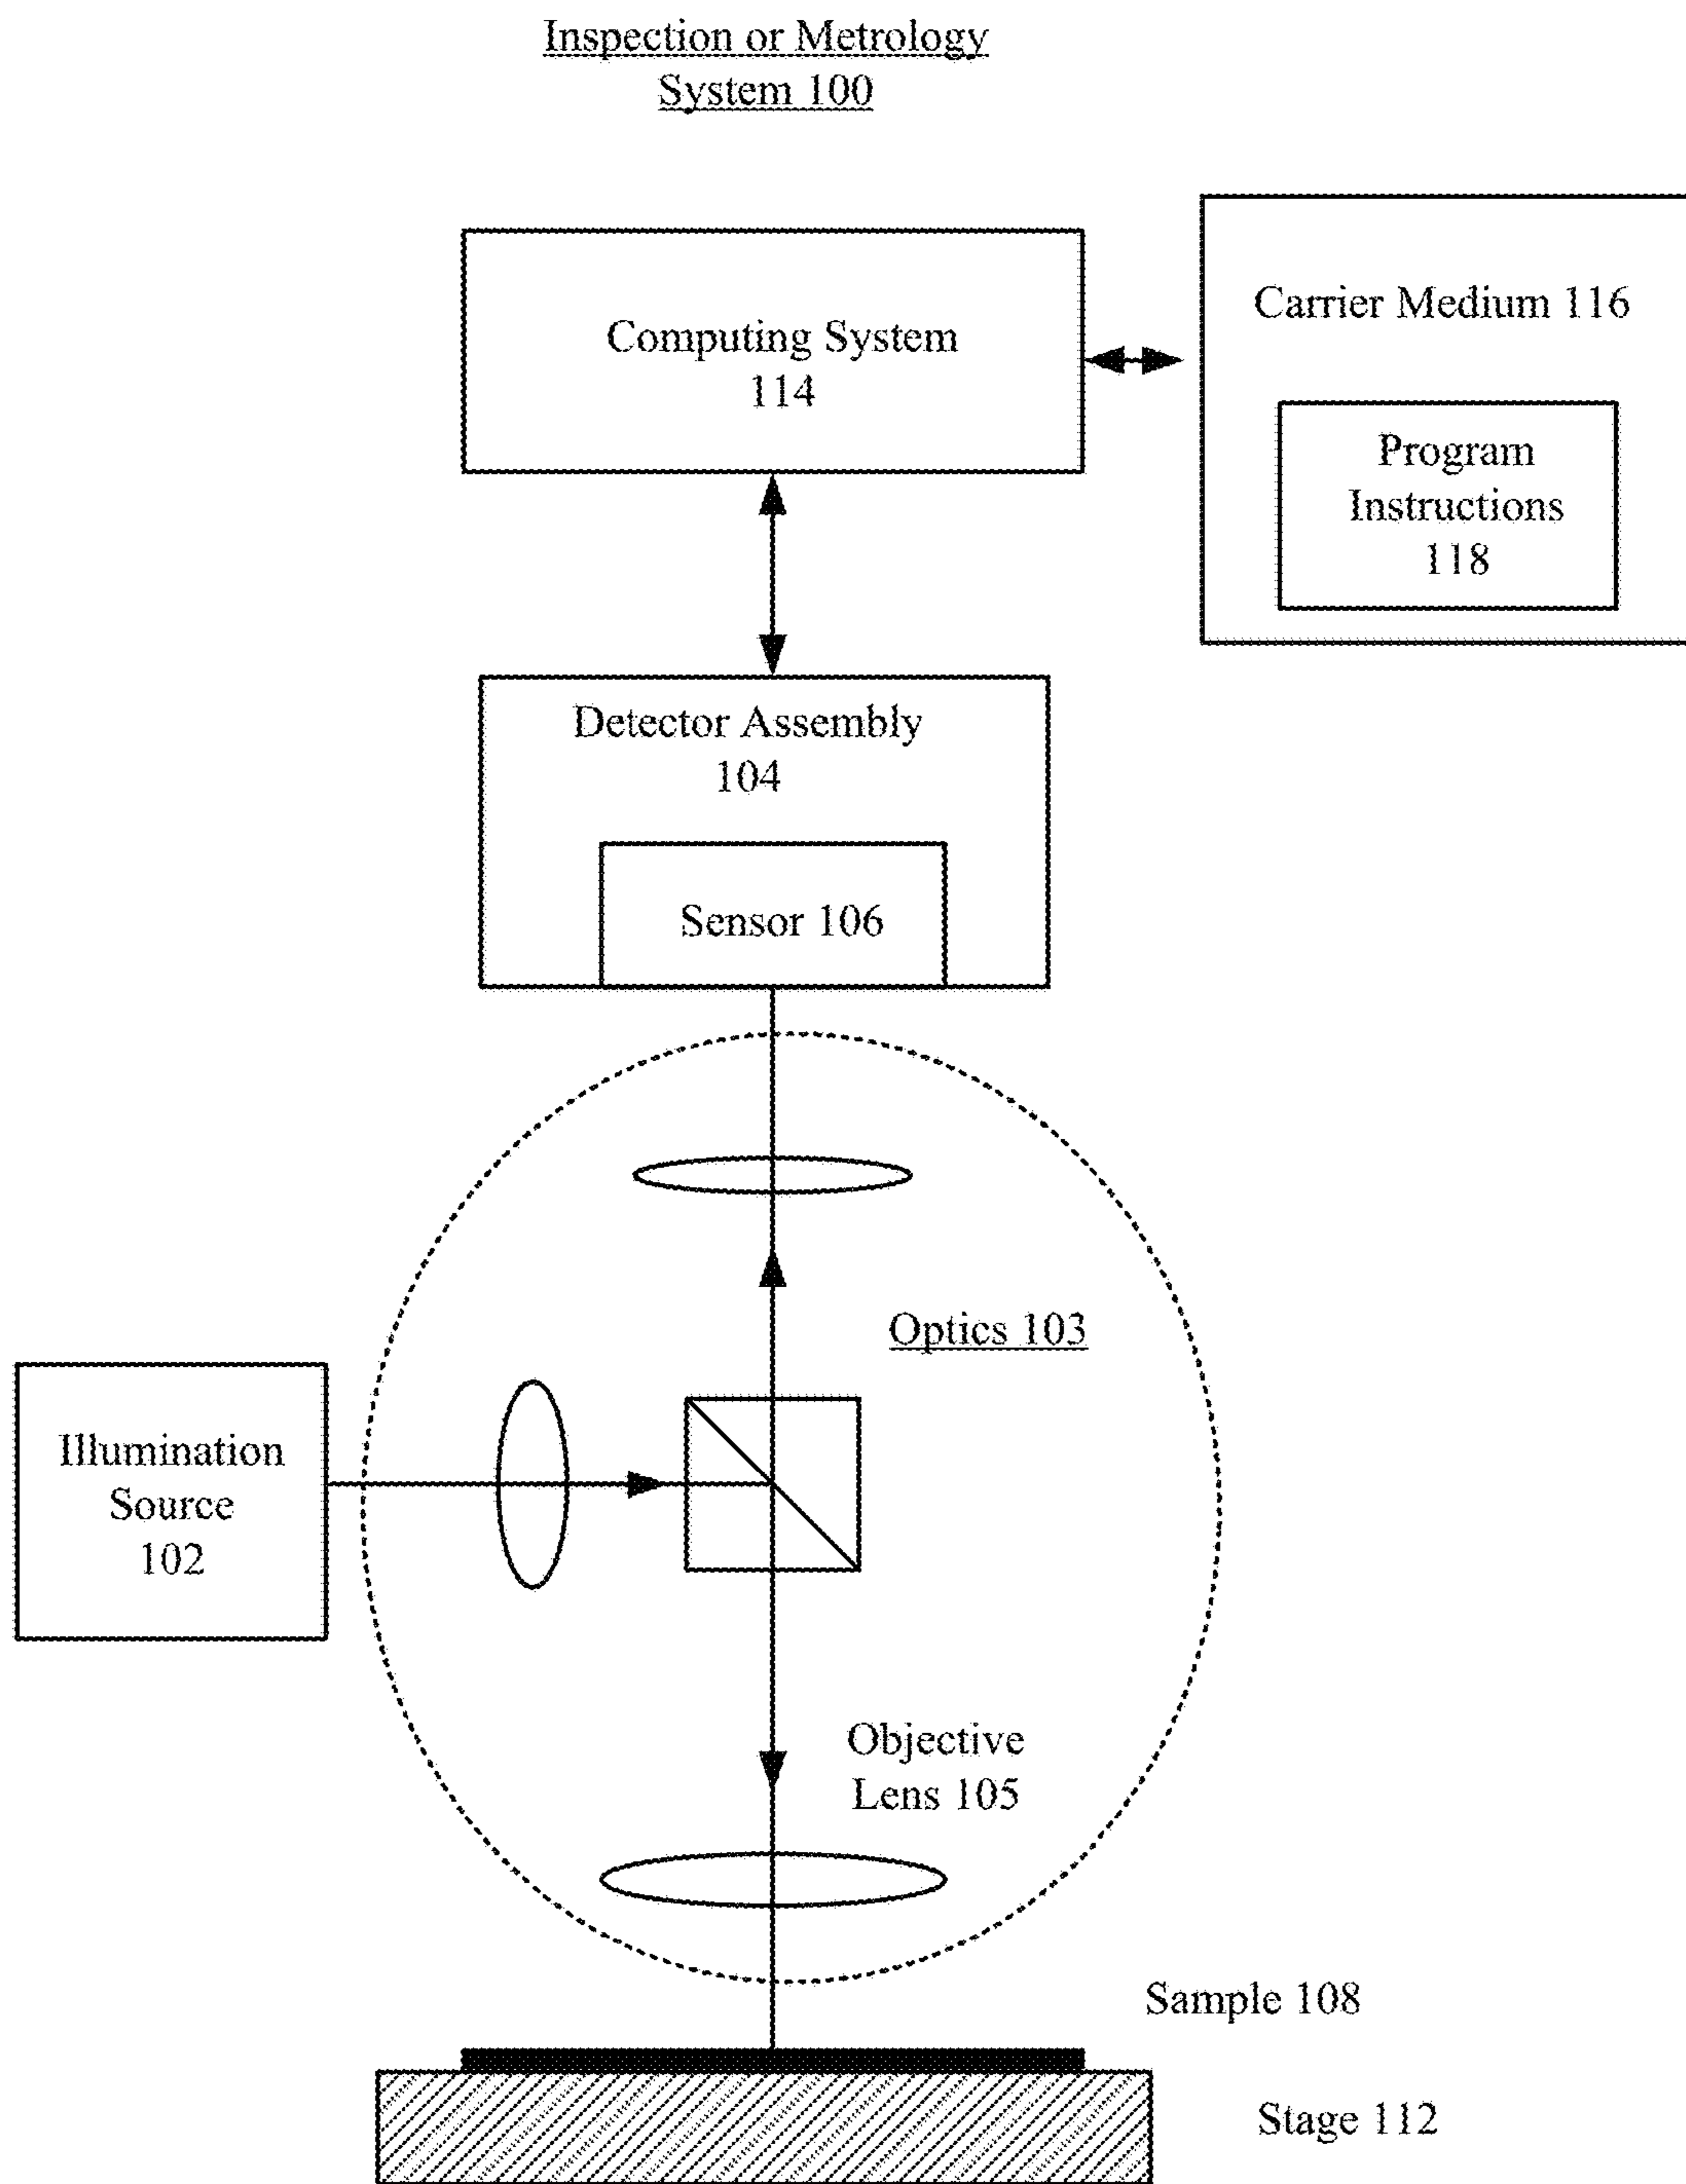 Inspection or Metrology
System 100
Computing System
114
Carrier Medium 116
Program
Instructions
118
Detector Assembly
104
Sensor 106
Optics 103
Illumination
Source
102
Objective
Lens 105
Sample 108
Stage 112